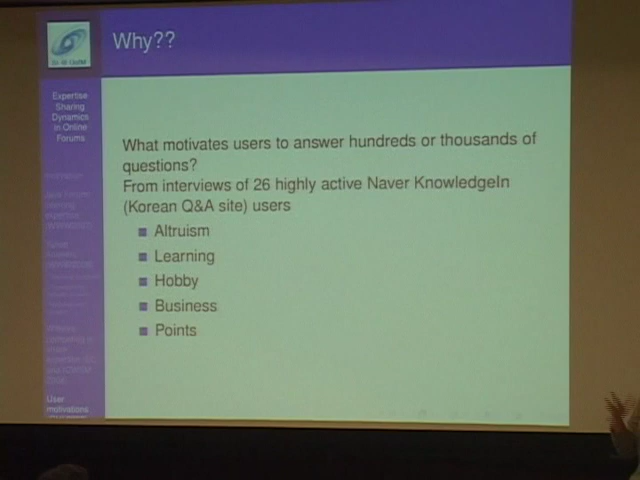 Why??
Expertise
Sharing
Dynamics
in Online
Forums
User
motivations
What motivates users to answer hundreds or thousands of
questions?
From interviews of 26 highly active Naver KnowledgeIn
(Korean Q&A site) users
Altruism
Learning
Hobby
Business
Points